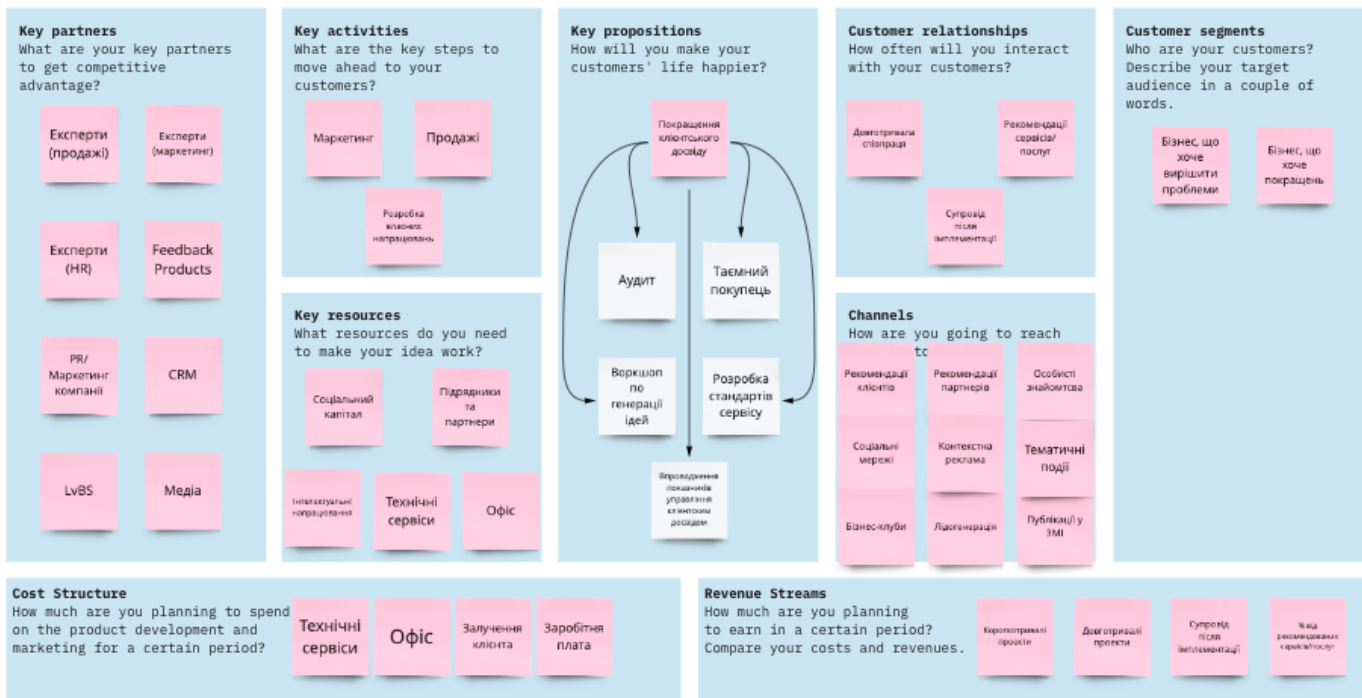 Key partners
What are your key partners
to get competitive
advantage?
Експерти
(продажі)
Експерти
(маркетинг)
Експерти
(HR)
Feedback
Products
PR/
Маркетинг
компанії
CRM
LvBS
Медіа
Key activities
What are the key steps to
move ahead to your
customers?
Маркетинг
Продажі
Розробка
власних
напрацювань
Key resources
What resources do you need
to make your idea work?
Соціальний
капітал
Підрядники
та
партнери
Інтелектуальні
напрацювання
Технічні
сервіси
Офіс
Key propositions
How will you make your
customers' life happier?
Покращення
клієнтського
досвіду
Аудит
Таємний
покупець
Воркшоп
по
генерації
ідей
Розробка
стандартів
сервісу
Впровадження
показників
управління
клієнтским
досвідом
Customer relationships
How often will you interact
with your customers?
Довготривала
співпраця
Рекомендації
сервісів/
послуг
Супровід
після
імплементації
Channels
How are you going to reach
Рекомендації
клієнтів
Рекомендації
партнерів
Особисті
знайомтсва
Соціальні
мережі
Контекстна
реклама
Тематичні
події
Бізнес-клуби
Лідогенерація
Публікації у
ЗМІ
Customer segments
Who are your customers?
Describe your target
audience in a couple of
words.
Бізнес, що
хоче
вирішити
проблеми
Бізнес, що
хоче
покращень
Cost Structure
How much are you planning to spend
on the product development and
marketing for a certain period?
Технічні
сервіси
Офіс
Залучення
клієнта
Заробітня
плата
Revenue Streams
How much are you planning
to earn in a certain period?
Compare your costs and revenues.
Короткотривалі
проекти
Довготривалі
проекти
Супровід
після
імплементації
% від
рекомендованих
сервісів/послуг